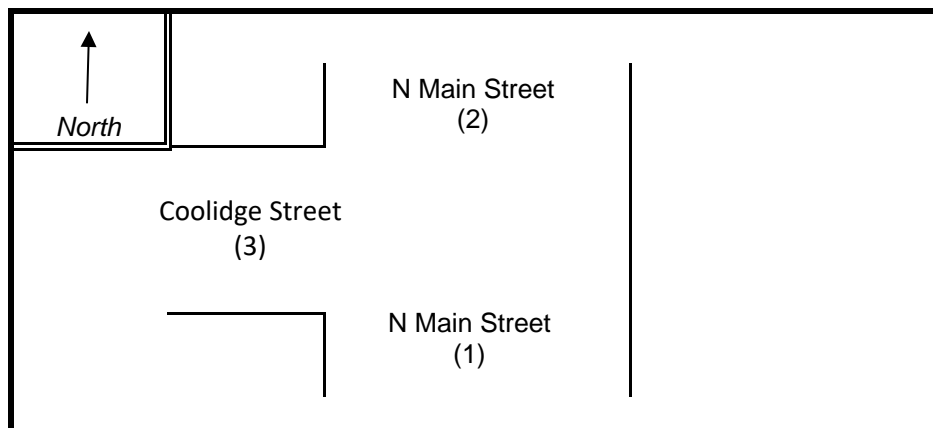 N Main Street
(2)
North
Coolidge Street
(3)
N Main Street
(1)